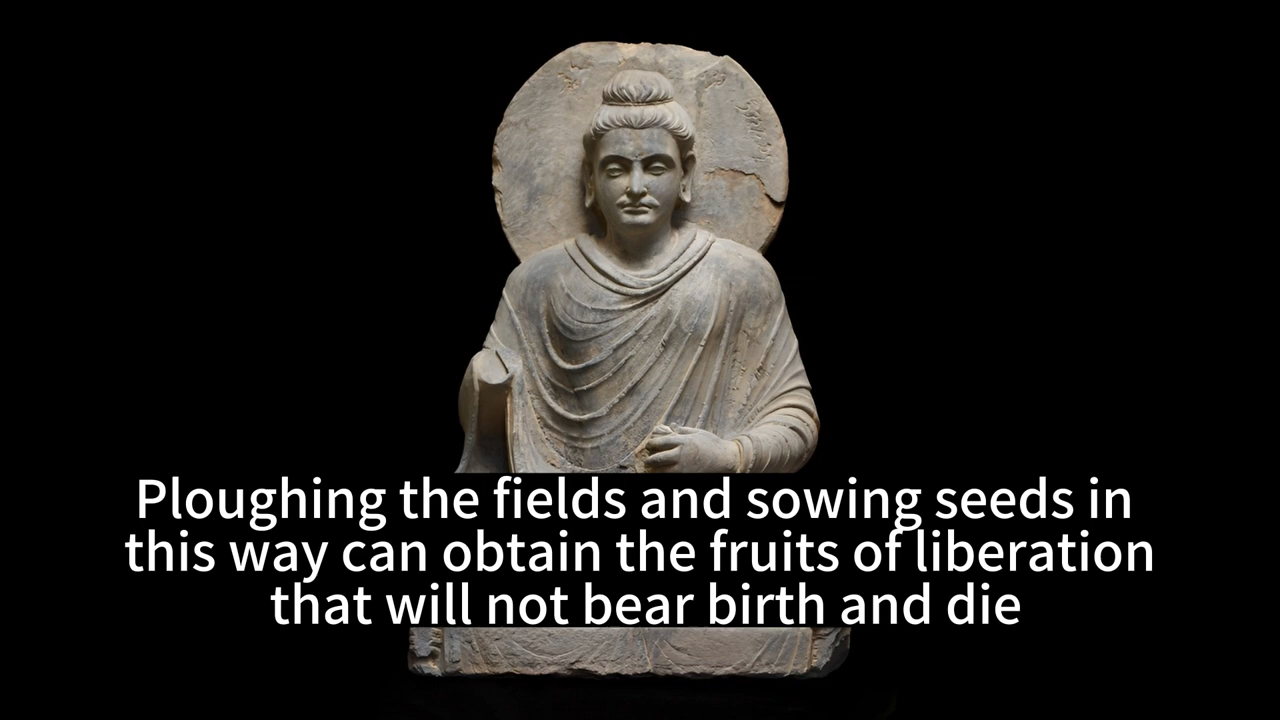 Ploughing the fields and sowing seeds in
this way can obtain the fruits of liberation
that will not bear birth and die